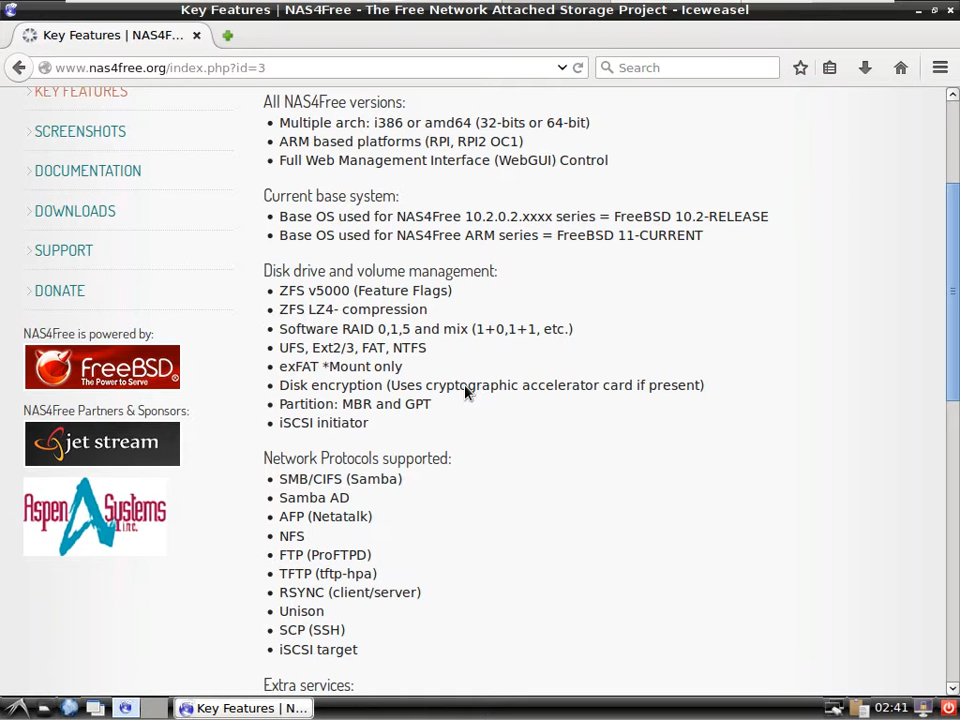 Key Features | NAS4Free - The Free Network Attached Storage Project - Iceweasel
Key Features | NAS4F...
www.nas4free.org/index.php?id=3
Search
KEY FEATURES
SCREENSHOTS
DOCUMENTATION
DOWNLOADS
SUPPORT
DONATE
NAS4Free is powered by:
FreeBSD
The Power to Serve
NAS4Free Partners & Sponsors:
jet stream
Aspen Systems Inc.
All NAS4Free versions:
• Multiple arch: i386 or amd64 (32-bits or 64-bit)
• ARM based platforms (RPI, RPI2 OC1)
• Full Web Management Interface (WebGUI) Control
Current base system:
• Base OS used for NAS4Free 10.2.0.2.xxxx series = FreeBSD 10.2-RELEASE
• Base OS used for NAS4Free ARM series = FreeBSD 11-CURRENT
Disk drive and volume management:
• ZFS v5000 (Feature Flags)
• ZFS LZ4- compression
• Software RAID 0,1,5 and mix (1+0,1+1, etc.)
• UFS, Ext2/3, FAT, NTFS
• exFAT *Mount only
• Disk encryption (Uses cryptographic accelerator card if present)
• Partition: MBR and GPT
• iSCSI initiator
Network Protocols supported:
• SMB/CIFS (Samba)
• Samba AD
• AFP (Netatalk)
• NFS
• FTP (ProFTPD)
• TFTP (tftp-hpa)
• RSYNC (client/server)
• Unison
• SCP (SSH)
• iSCSI target
Extra services:
Key Features | N...
02:41